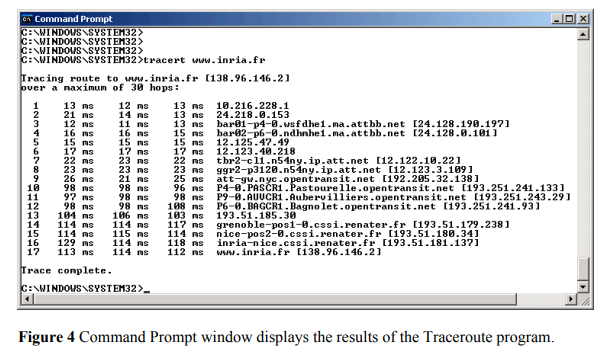 Command Prompt
C:\WINDOWS\SYSTEM32>
C:\WINDOWS\SYSTEM32>
C:\WINDOWS\SYSTEM32>
C:\WINDOWS\SYSTEM32>tracert www.inria.fr
Tracing route to www.inria.fr [138.96.146.2]
over a maximum of 30 hops:
1 13 ms 12 ms 13 ms 10.216.228.1
2 21 ms 14 ms 13 ms 24.218.0.153
3 12 ms 11 ms 13 ms bar01-p4-0.wsfdhe1.ma.attbb.net [24.128.190.197]
4 16 ms 16 ms 15 ms bar02-p6-0.ndhmhe1.ma.attbb.net [24.128.0.101]
5 15 ms 15 ms 15 ms 12.125.47.49
6 17 ms 17 ms 17 ms 12.123.40.218
7 22 ms 23 ms 22 ms tbr2-cl1.n54ny.ip.att.net [12.122.10.22]
8 23 ms 23 ms 23 ms ggr2-p3120.n54ny.ip.att.net [12.123.3.109]
9 26 ms 21 ms 25 ms att-gw.nyc.opentransit.net [192.205.32.138]
10 98 ms 98 ms 96 ms P4-0.PASCR1.Pastourelle.opentransit.net [193.251.241.133]
11 97 ms 98 ms 98 ms P9-0.AUVCR1.Aubervilliers.opentransit.net [193.251.243.29]
12 98 ms 98 ms 108 ms P6-0.BAGCR1.Bagnolet.opentransit.net [193.251.241.93]
13 104 ms 106 ms 103 ms 193.51.185.30
14 114 ms 114 ms 117 ms grenoble-pos1-0.cssi.renater.fr [193.51.179.238]
15 114 ms 115 ms 114 ms nice-pos2-0.cssi.renater.fr [193.51.180.34]
16 129 ms 114 ms 118 ms inria-nice.cssi.renater.fr [193.51.181.137]
17 113 ms 114 ms 112 ms www.inria.fr [138.96.146.2]
Trace complete.
C:\WINDOWS\SYSTEM32>_
Figure 4 Command Prompt window displays the results of the Traceroute program.